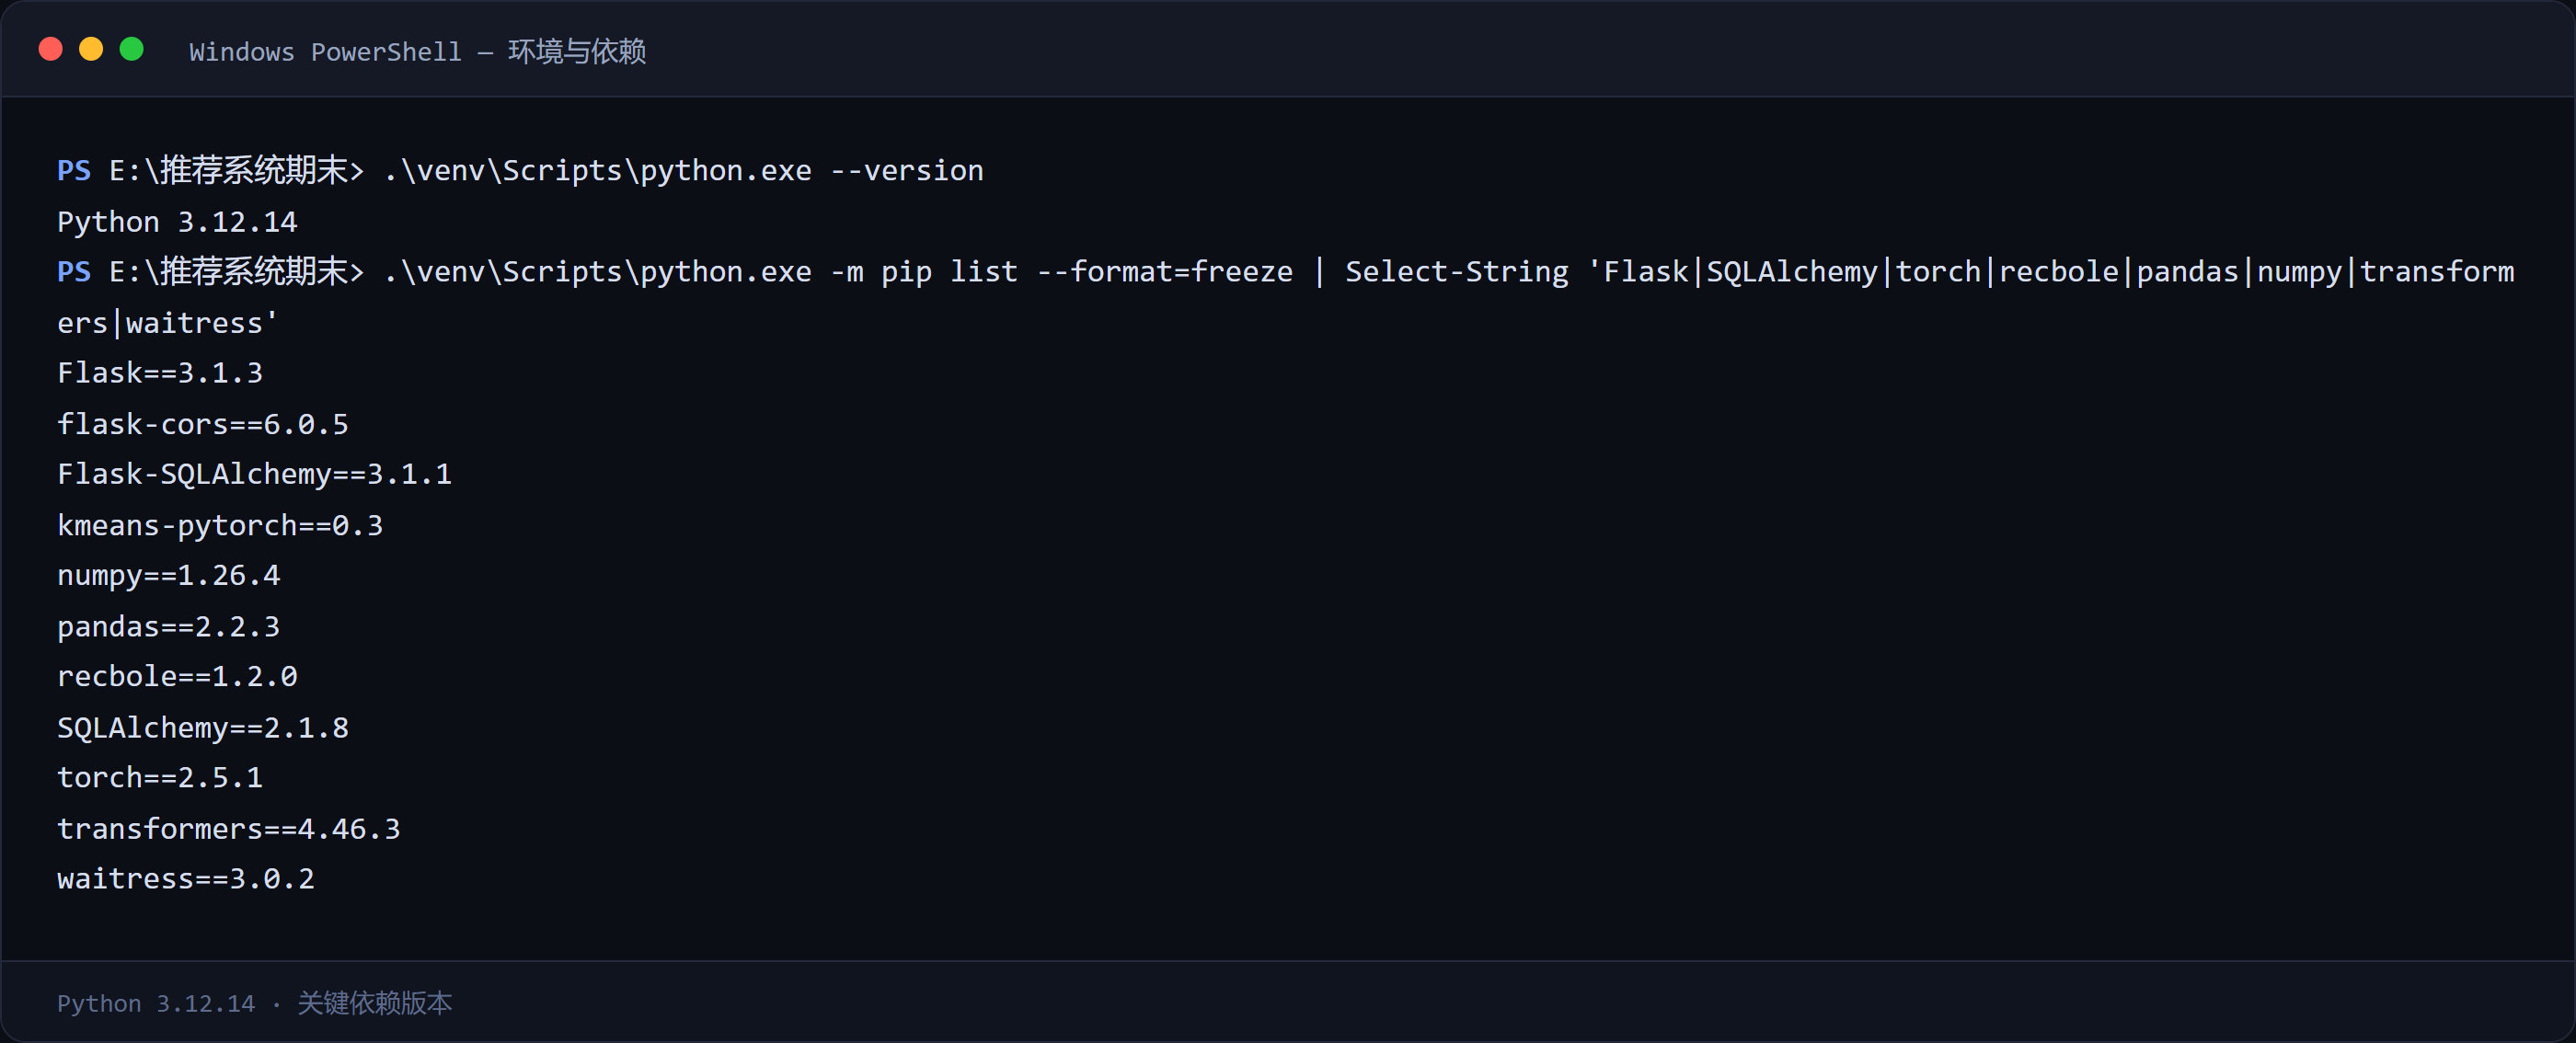 Windows PowerShell — 环境与依赖
PS E:\推荐系统期末> .\venv\Scripts\python.exe --version
Python 3.12.14
PS E:\推荐系统期末> .\venv\Scripts\python.exe -m pip list --format=freeze | Select-String 'Flask|SQLAlchemy|torch|recbole|pandas|numpy|transform
ers|waitress'
Flask==3.1.3
flask-cors==6.0.5
Flask-SQLAlchemy==3.1.1
kmeans-pytorch==0.3
numpy==1.26.4
pandas==2.2.3
recbole==1.2.0
SQLAlchemy==2.1.8
torch==2.5.1
transformers==4.46.3
waitress==3.0.2
Python 3.12.14 · 关键依赖版本